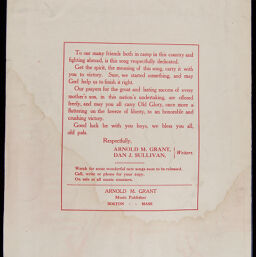 To our many friends both in camp in this country and
fighting abroad, is this song respectfully dedicated.
Get the spirit, the meaning of this song, carry it with
you to victory. Sure, we started something, and may
God help us to finish it right.
Our prayers for the great and lasting success of every
mother's son, in this nation's undertaking, are offered
freely, and may you all carry Old Glory, once more a
fluttering on the breeze of liberty, to an honorable and
crushing victory.
Good luck be with you boys, we bless you all,
old pals.
Respectfully,
ARNOLD M. GRANT,
DAN J. SULLIVAN, } Writers.
Watch for some wonderful new songs soon to be released.
Call, write or phone for your copy.
On sale at all music counters.
ARNOLD M. GRANT
Music Publisher
BOSTON - - MASS